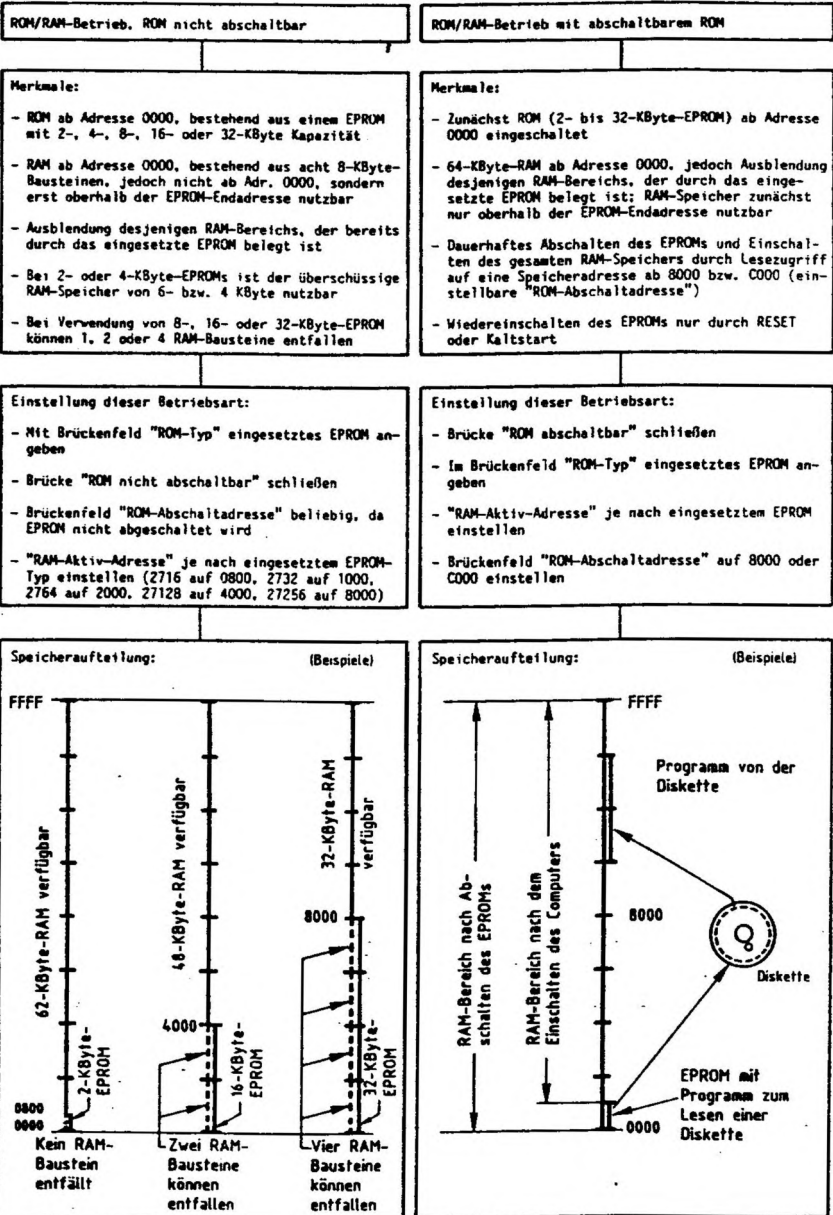 ROM/RAM-Betrieb, ROM nicht abschaltbar
Merkmale:
- ROM ab Adresse 0000, bestehend aus einem EPROM
mit 2-, 4-, 8-, 16- oder 32-KByte Kapazität
- RAM ab Adresse 0000, bestehend aus acht 8-KByte-
Bausteinen, jedoch nicht ab Adr. 0000, sondern
erst oberhalb der EPROM-Endadresse nutzbar
- Ausblendung desjenigen RAM-Bereichs, der bereits
durch das eingesetzte EPROM belegt ist
- Bei 2- oder 4-KByte-EPROMs ist der überschüssige
RAM-Speicher von 6- bzw. 4 KByte nutzbar
- Bei Verwendung von 8-, 16- oder 32-KByte-EPROM
können 1, 2 oder 4 RAM-Bausteine entfallen
Einstellung dieser Betriebsart:
- Mit Brückenfeld "ROM-Typ" eingesetztes EPROM an-
geben
- Brücke "ROM nicht abschaltbar" schließen
- Brückenfeld "ROM-Abschaltadresse" beliebig, da
EPROM nicht abgeschaltet wird
- "RAM-Aktiv-Adresse" je nach eingesetztem EPROM-
Typ einstellen (2716 auf 0800, 2732 auf 1000,
2764 auf 2000, 27128 auf 4000, 27256 auf 8000)
Speicheraufteilung:
(Beispiele)
FFFF
62-KByte-RAM verfügbar
48-KByte-RAM verfügbar
32-KByte-RAM
verfügbar
8000
4000
2-KByte-
EPROM
16-KByte-
EPROM
32-KByte-
EPROM
0800
0000
Kein RAM-
Baustein
entfällt
Zwei RAM-
Bausteine
können
entfallen
Vier RAM-
Bausteine
können
entfallen
ROM/RAM-Betrieb mit abschaltbarem ROM
Merkmale:
- Zunächst ROM (2- bis 32-KByte-EPROM) ab Adresse
0000 eingeschaltet
- 64-KByte-RAM ab Adresse 0000, jedoch Ausblendung
desjenigen RAM-Bereichs, der durch das einge-
setzte EPROM belegt ist; RAM-Speicher zunächst
nur oberhalb der EPROM-Endadresse nutzbar
- Dauerhaftes Abschalten des EPROMs und Einschal-
ten des gesamten RAM-Speichers durch Lesezugriff
auf eine Speicheradresse ab 8000 bzw. C000 (ein-
stellbare "ROM-Abschaltadresse")
- Wiedereinschalten des EPROMs nur durch RESET
oder Kaltstart
Einstellung dieser Betriebsart:
- Brücke "ROM abschaltbar" schließen
- Im Brückenfeld "ROM-Typ" eingesetztes EPROM an-
geben
- "RAM-Aktiv-Adresse" je nach eingesetztem EPROM
einstellen
- Brückenfeld "ROM-Abschaltadresse" auf 8000 oder
C000 einstellen
Speicheraufteilung:
(Beispiele)
FFFF
Programm von der
Diskette
RAM-Bereich nach Ab-
schalten des EPROMs
RAM-Bereich nach dem
Einschalten des Computers
8000
Diskette
EPROM mit
Programm zum
Lesen einer
Diskette
0000